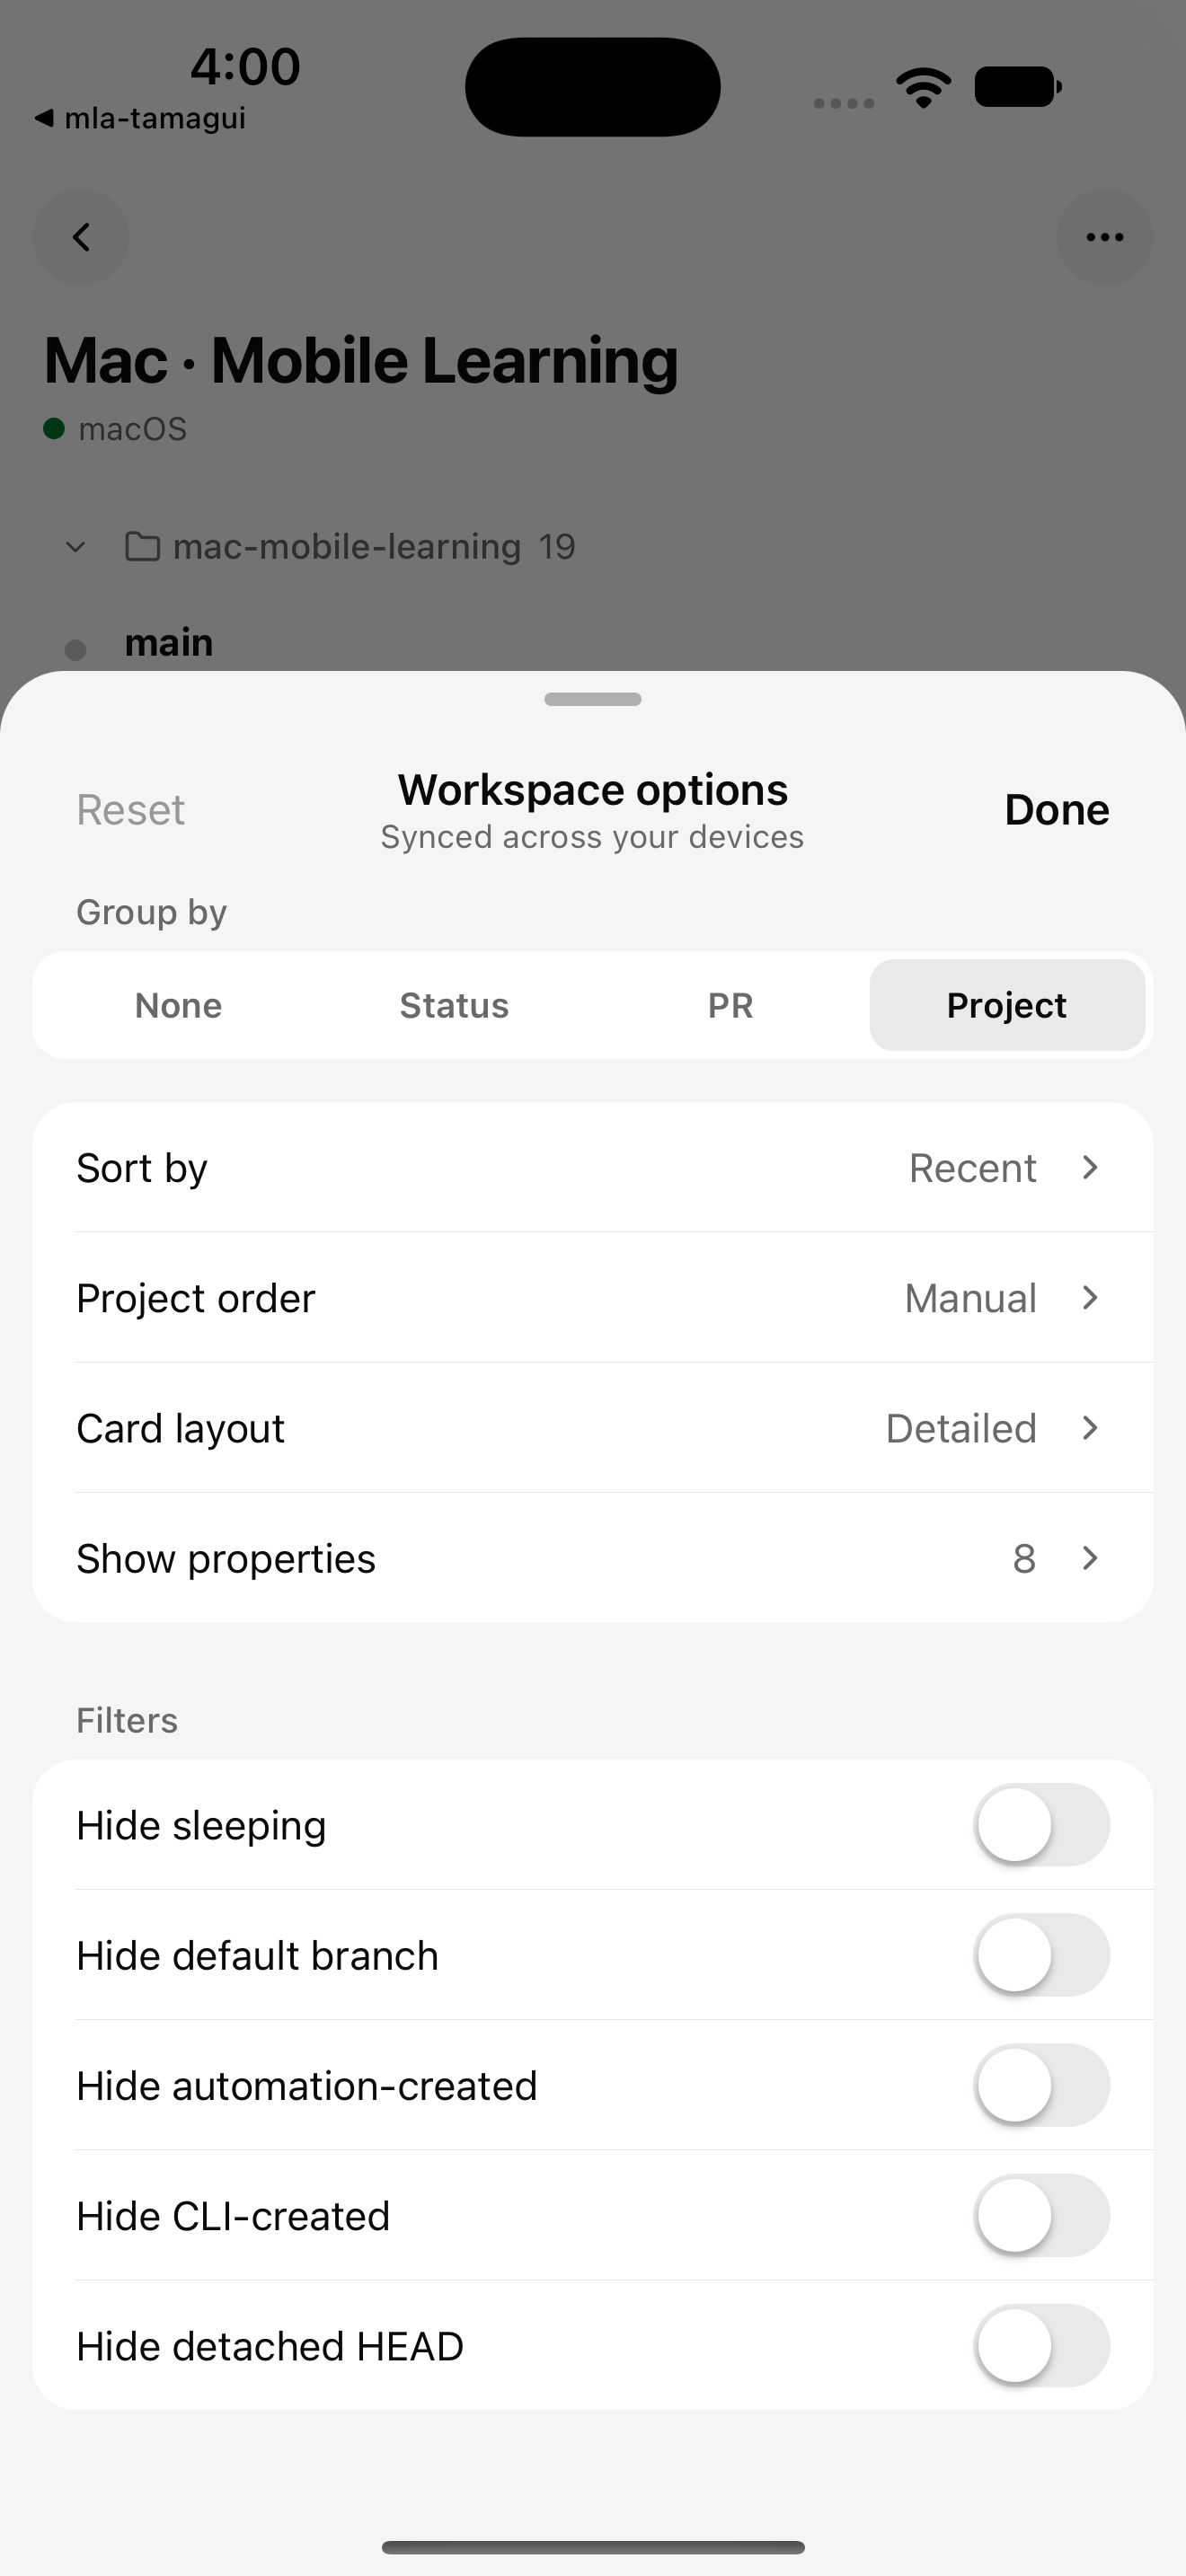 4:00
◀ mla-tamagui
Mac · Mobile Learning
macOS
mac-mobile-learning 19
main
Reset
Workspace options
Synced across your devices
Done
Group by
None Status PR Project
Sort by Recent
Project order Manual
Card layout Detailed
Show properties 8
Filters
Hide sleeping
Hide default branch
Hide automation-created
Hide CLI-created
Hide detached HEAD